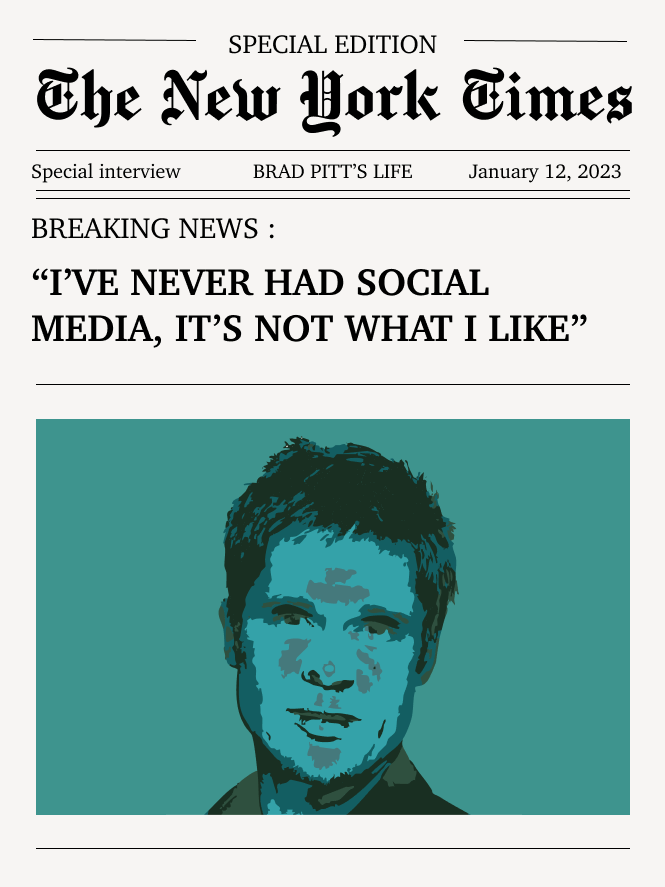 SPECIAL EDITION
The New York Times
Special interview BRAD PITT’S LIFE January 12, 2023
BREAKING NEWS :
“I’VE NEVER HAD SOCIAL
MEDIA, IT’S NOT WHAT I LIKE”